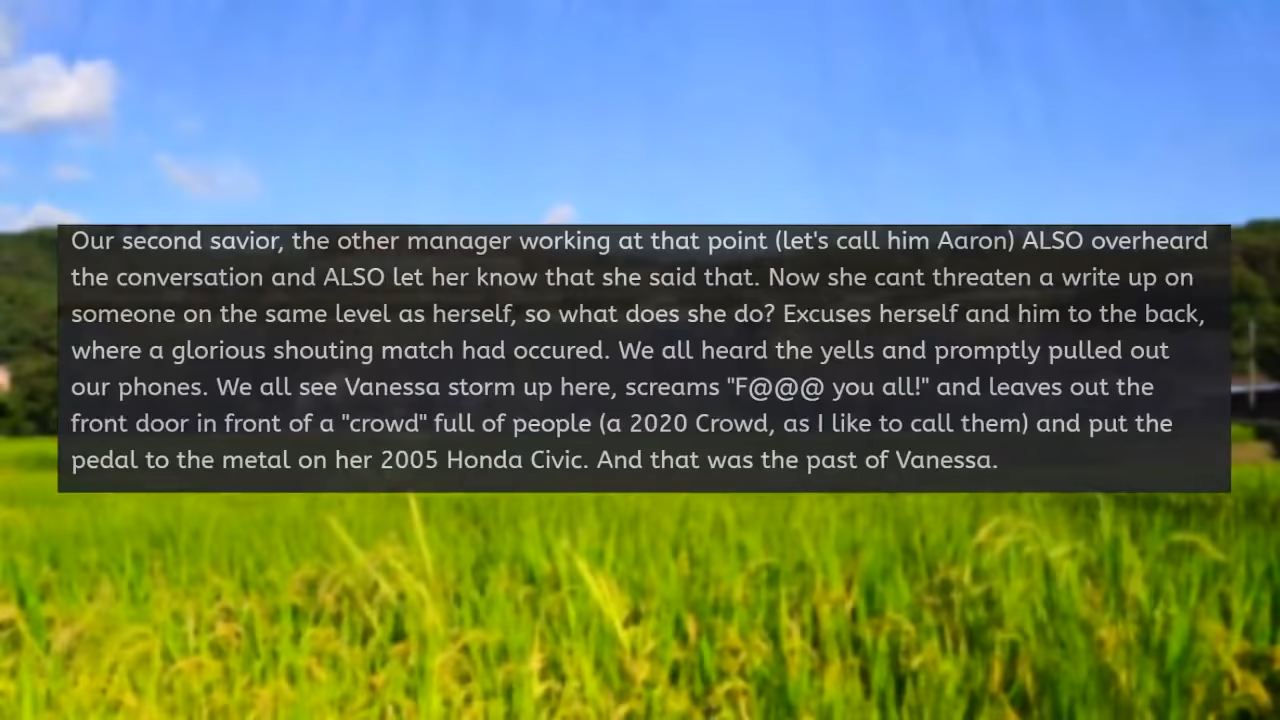 Our second savior, the other manager working at that point (let's call him Aaron) ALSO overheard
the conversation and ALSO let her know that she said that. Now she cant threaten a write up on
someone on the same level as herself, so what does she do? Excuses herself and him to the back,
where a glorious shouting match had occured. We all heard the yells and promptly pulled out
our phones. We all see Vanessa storm up here, screams "F@@@ you all!" and leaves out the
front door in front of a "crowd" full of people (a 2020 Crowd, as I like to call them) and put the
pedal to the metal on her 2005 Honda Civic. And that was the past of Vanessa.